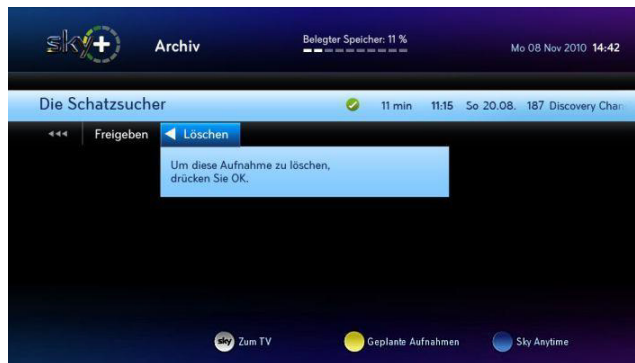 sky+ Archiv Belegter Speicher: 11 % Mo 08 Nov 2010 14:42
Die Schatzsucher 11 min 11:15 So 20.08. 187 Discovery Chan
Freigeben Löschen
Um diese Aufnahme zu löschen,
drücken Sie OK.
sky Zum TV Geplante Aufnahmen Sky Anytime